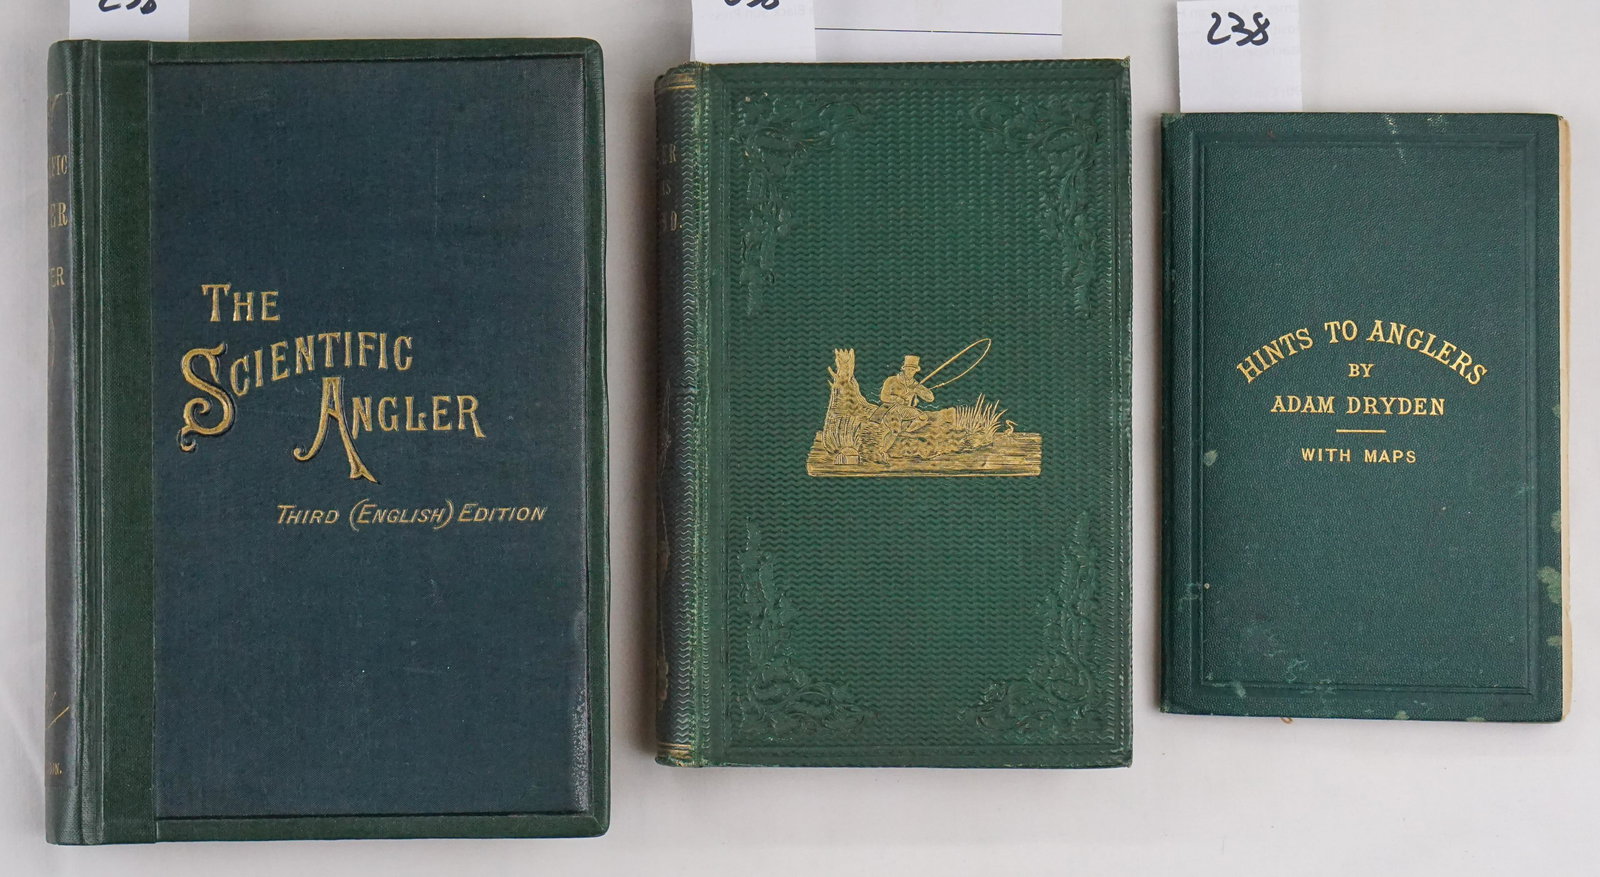 238
THE
SCIENTIFIC
ANGLER
THIRD (ENGLISH) EDITION
HINTS TO ANGLERS
BY
ADAM DRYDEN
WITH MAPS